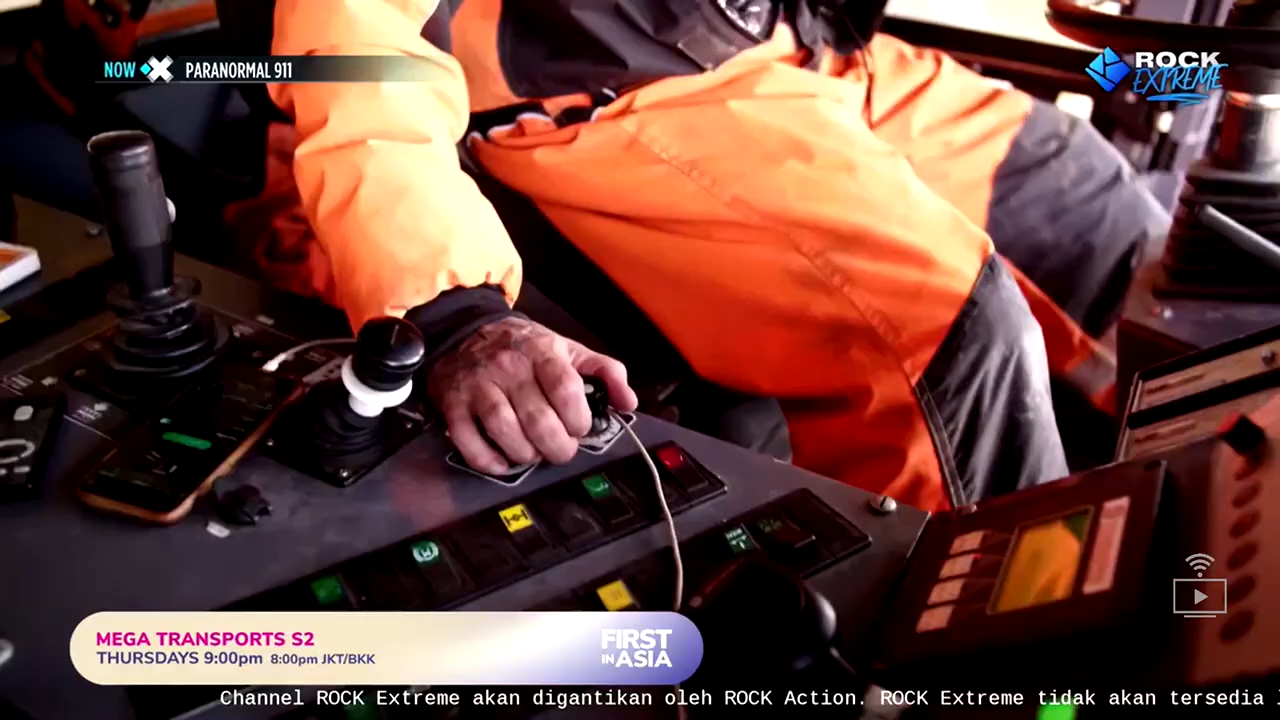 NOW PARANORMAL 911
ROCK
EXTREME
MEGA TRANSPORTS S2
THURSDAYS 9:00pm 8:00pm JKT/BKK
FIRST
IN ASIA
Channel ROCK Extreme akan digantikan oleh ROCK Action. ROCK Extreme tidak akan tersedia